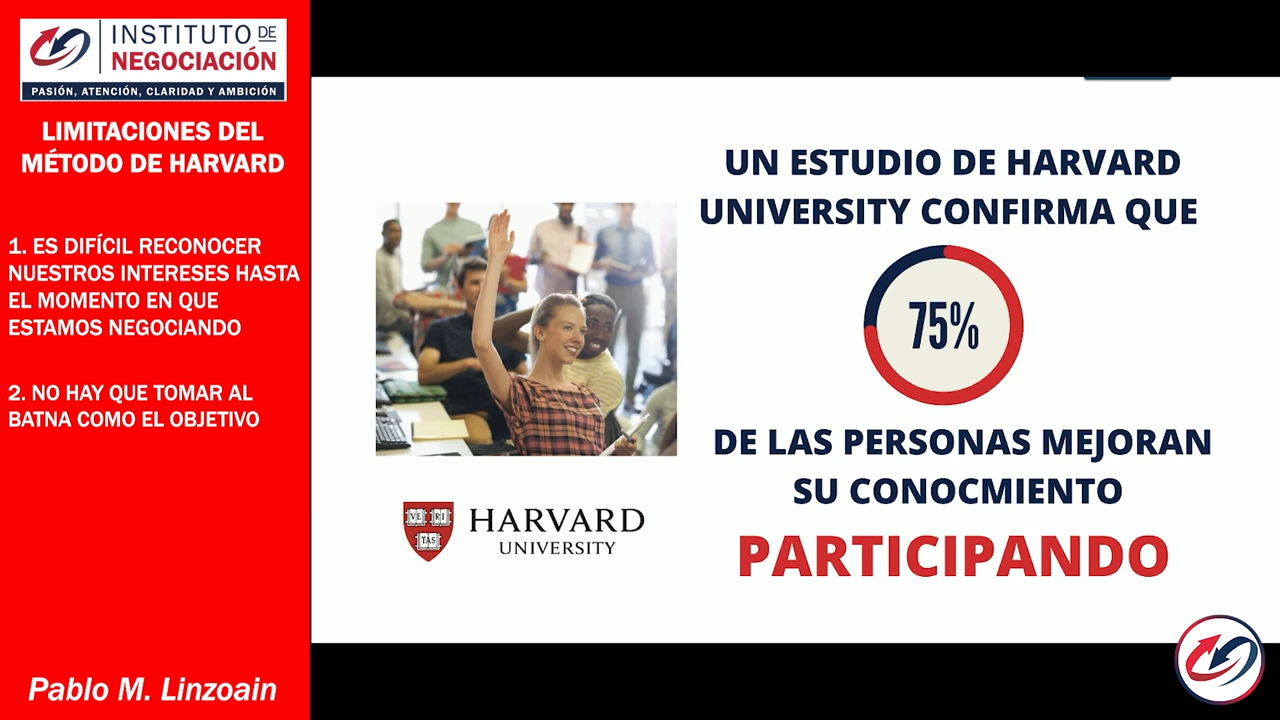 INSTITUTO DE
NEGOCIACIÓN
PASIÓN, ATENCIÓN, CLARIDAD Y AMBICIÓN
LIMITACIONES DEL
MÉTODO DE HARVARD
1. ES DIFÍCIL RECONOCER
NUESTROS INTERESES HASTA
EL MOMENTO EN QUE
ESTAMOS NEGOCIANDO
2. NO HAY QUE TOMAR AL
BATNA COMO EL OBJETIVO
Pablo M. Linzoain
UN ESTUDIO DE HARVARD
UNIVERSITY CONFIRMA QUE
75%
DE LAS PERSONAS MEJORAN
SU CONOCMIENTO
PARTICIPANDO
VE RI
TAS
HARVARD
UNIVERSITY